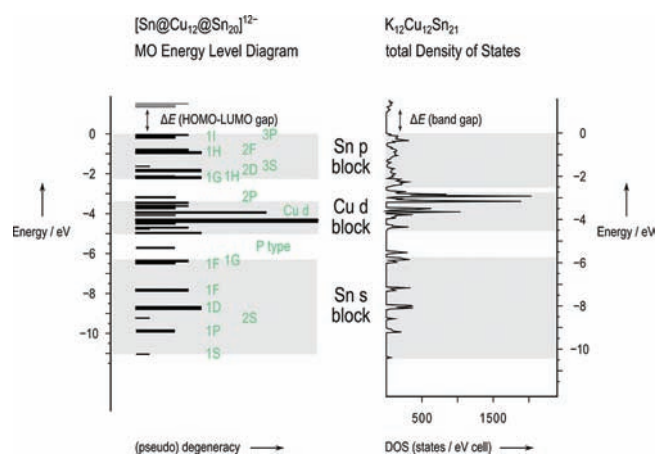 [Sn@Cu12@Sn20]12−
MO Energy Level Diagram
K12Cu12Sn21
total Density of States
ΔE (HOMO-LUMO gap)
ΔE (band gap)
0
−2
−4
−6
−8
−10
Energy / eV
1I
3P
1H
2F
2D
3S
1G
1H
2P
Cu d
P type
1F
1G
1F
1D
2S
1P
1S
Sn p
block
Cu d
block
Sn s
block
0
−2
−4
−6
−8
−10
Energy / eV
500
1500
(pseudo) degeneracy
DOS (states / eV cell)